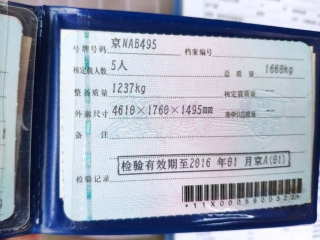 号牌号码 京NAB495 档案编号
核定载人数 5人 总质量 1660kg
整备质量 1237kg 核定载质量
外廓尺寸 4610×1760×1495mm 准牵引总质量
备注
检验有效期至2016 年01 月京A(01)
检验记录